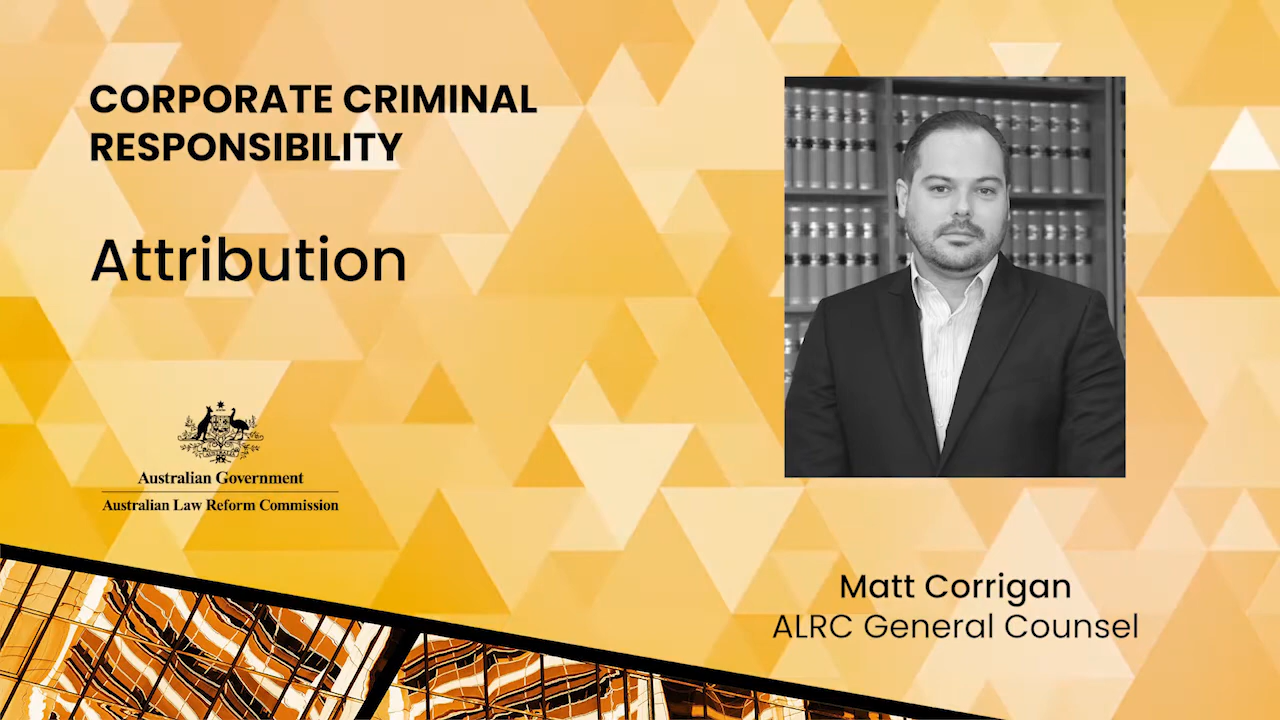 CORPORATE CRIMINAL
RESPONSIBILITY
Attribution
Australian Government
Australian Law Reform Commission
Matt Corrigan
ALRC General Counsel